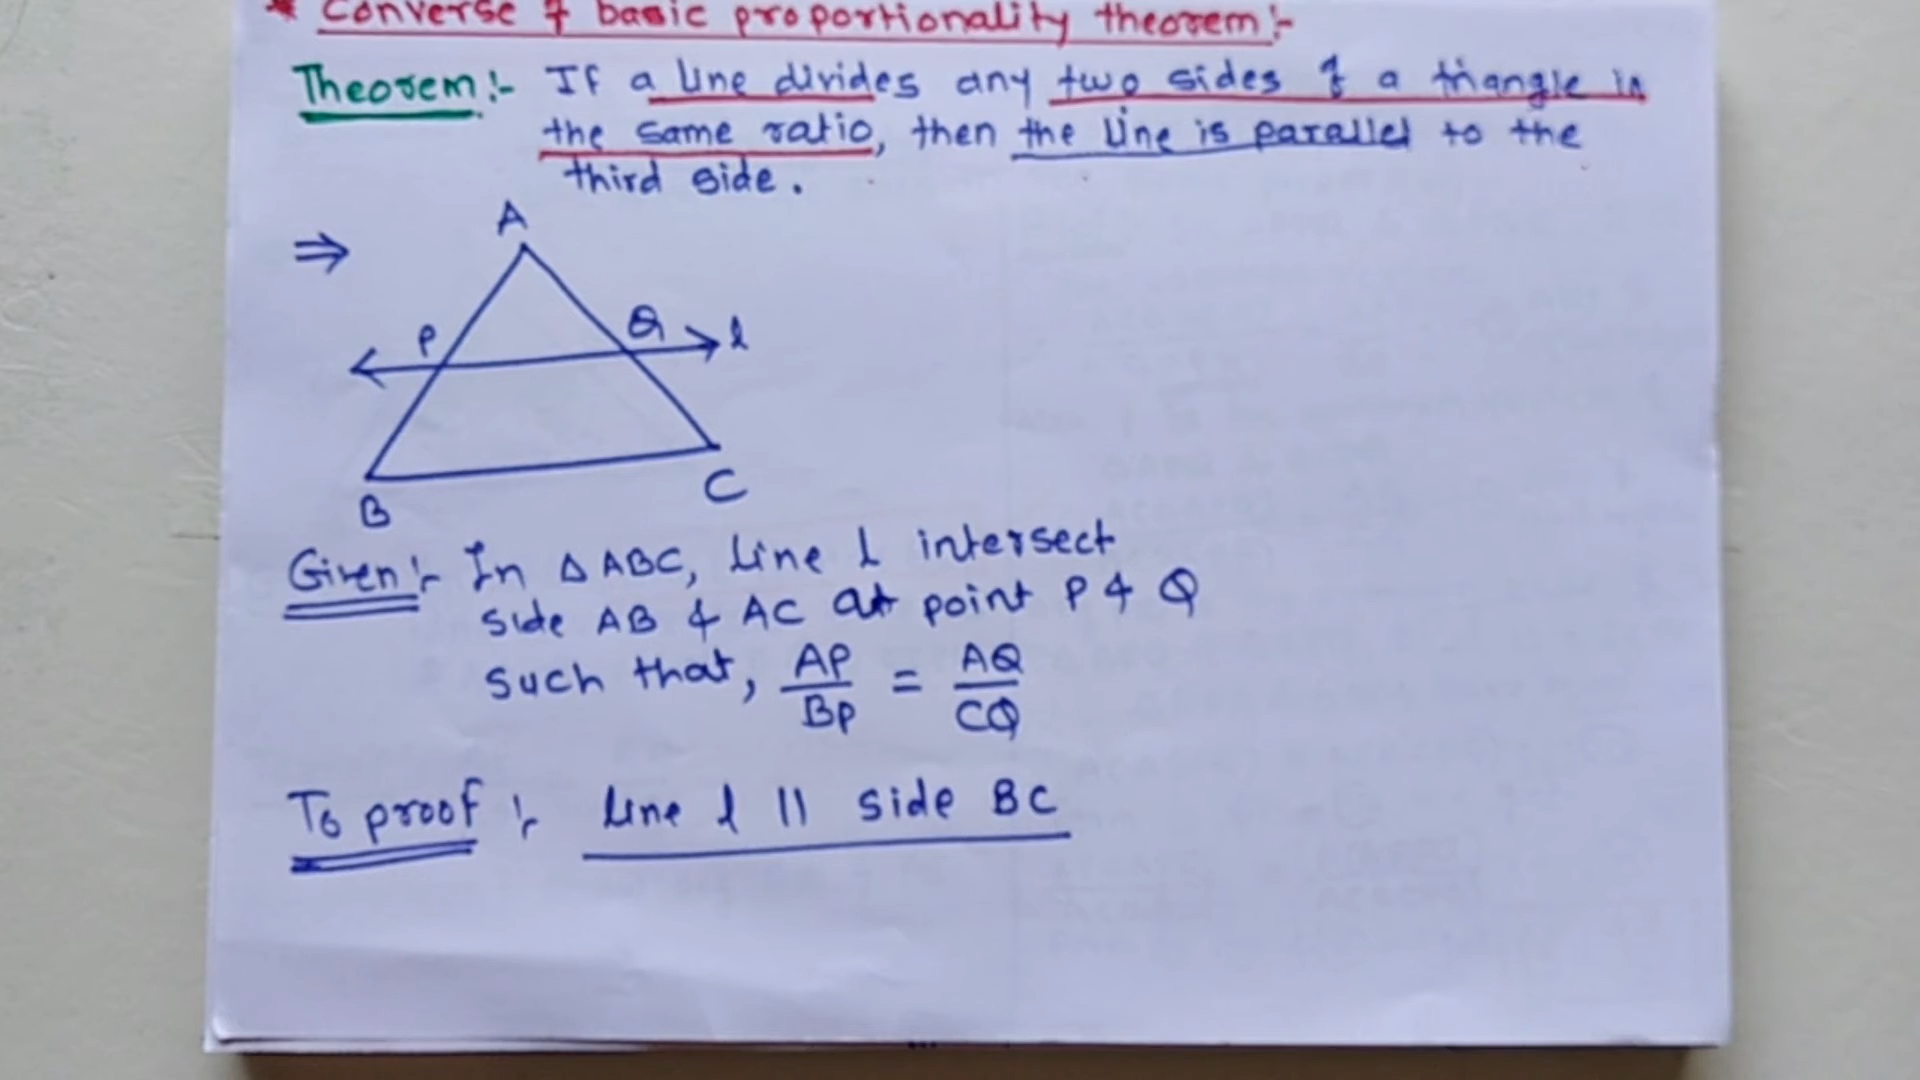 * Converse of basic proportionality theorem :-
Theorem :- If a line divides any two sides of a triangle in
the same ratio, then the line is parallel to the
third side.
⇒
A
P Q l
B C
Given :- In △ABC, line l intersect
side AB & AC at point P & Q
such that, AP/BP = AQ/CQ
To proof :- line l || side BC